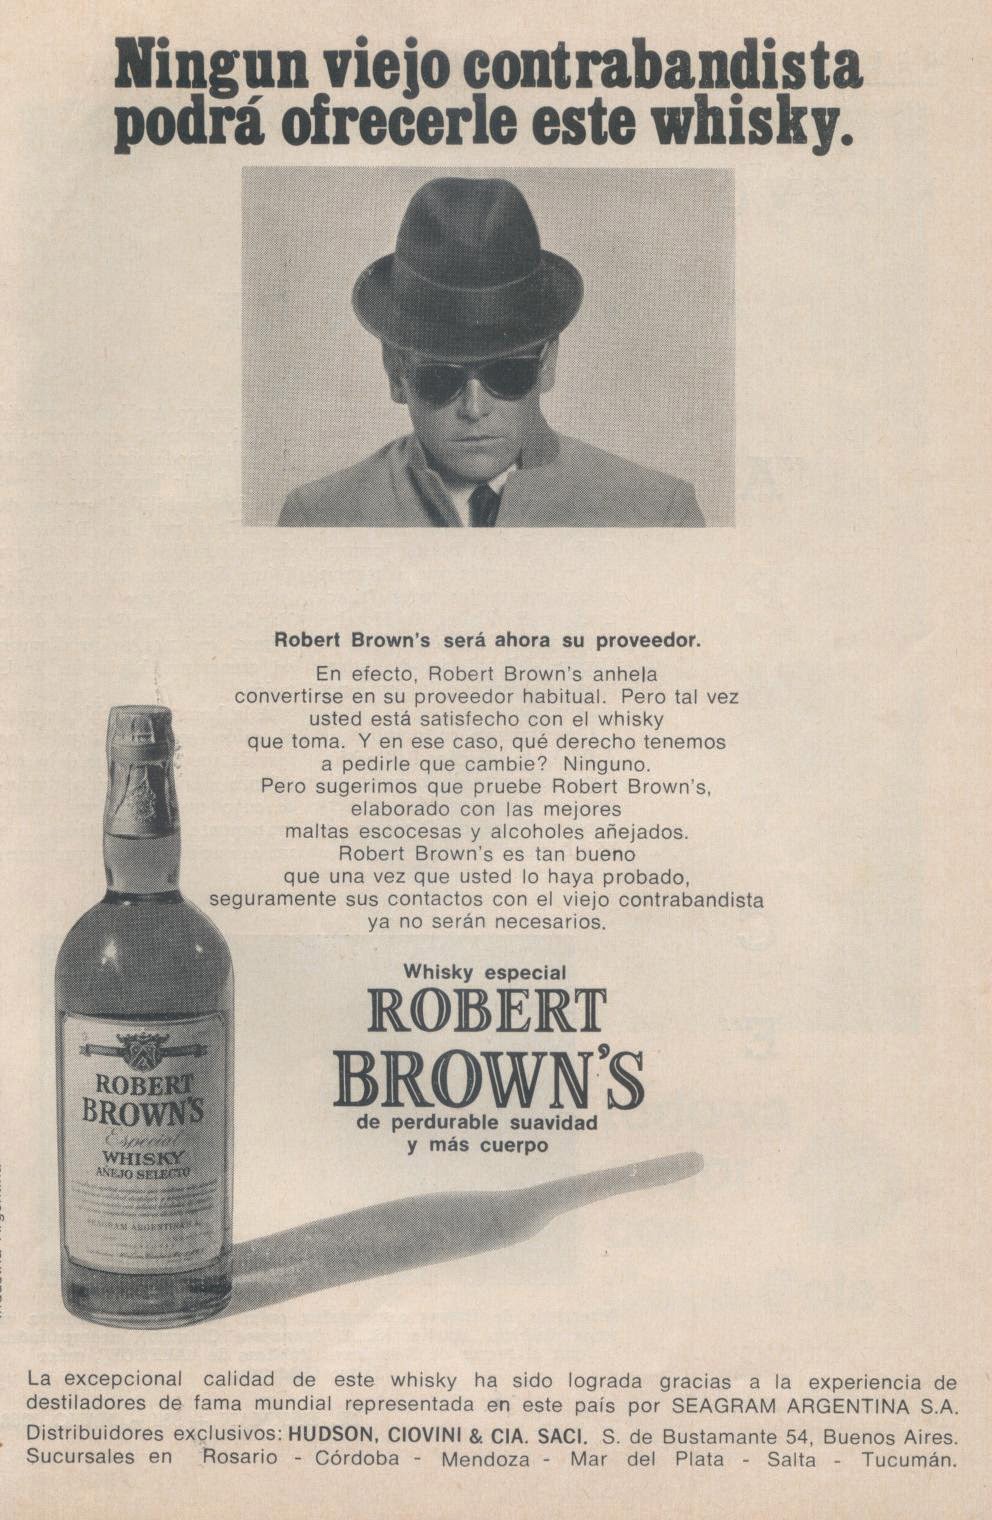 Ningun viejo contrabandista
podrá ofrecerle este whisky.
Robert Brown's será ahora su proveedor.
En efecto, Robert Brown's anhela
convertirse en su proveedor habitual. Pero tal vez
usted está satisfecho con el whisky
que toma. Y en ese caso, qué derecho tenemos
a pedirle que cambie? Ninguno.
Pero sugerimos que pruebe Robert Brown's,
elaborado con las mejores
maltas escocesas y alcoholes añejados.
Robert Brown's es tan bueno
que una vez que usted lo haya probado,
seguramente sus contactos con el viejo contrabandista
ya no serán necesarios.
Whisky especial
ROBERT
BROWN'S
de perdurable suavidad
y más cuerpo
ROBERT
BROWN'S
Especial
WHISKY
AÑEJO SELECTO
SEAGRAM ARGENTINA S.A.
La excepcional calidad de este whisky ha sido lograda gracias a la experiencia de
destiladores de fama mundial representada en este país por SEAGRAM ARGENTINA S.A.
Distribuidores exclusivos: HUDSON, CIOVINI & CIA. SACI. S. de Bustamante 54, Buenos Aires.
Sucursales en Rosario - Córdoba - Mendoza - Mar del Plata - Salta - Tucumán.